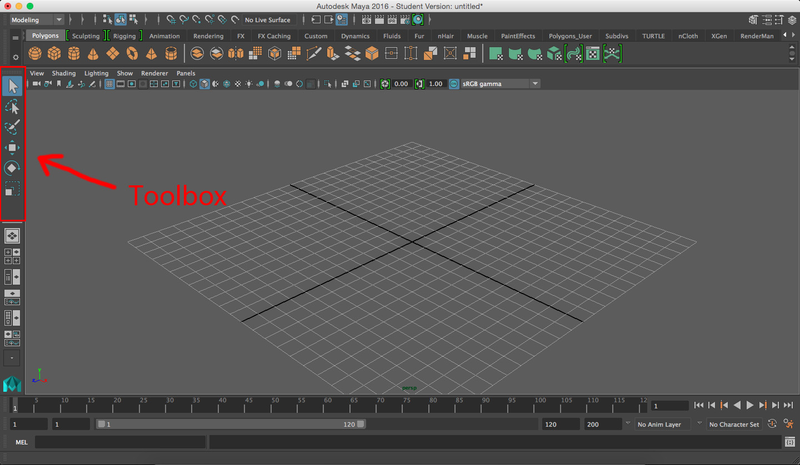 Autodesk Maya 2016 - Student Version: untitled*
Modeling
No Live Surface
Polygons Sculpting Rigging Animation Rendering FX FX Caching Custom Dynamics Fluids Fur nHair Muscle PaintEffects Polygons_User Subdivs TURTLE nCloth XGen RenderMan
View Shading Lighting Show Renderer Panels
0.00 1.00 sRGB gamma
Toolbox
persp
1 5 10 15 20 25 30 35 40 45 50 55 60 65 70 75 80 85 90 95 100 105 110 115 12
1
1 1 1 120 120 200 No Anim Layer No Character Set
MEL